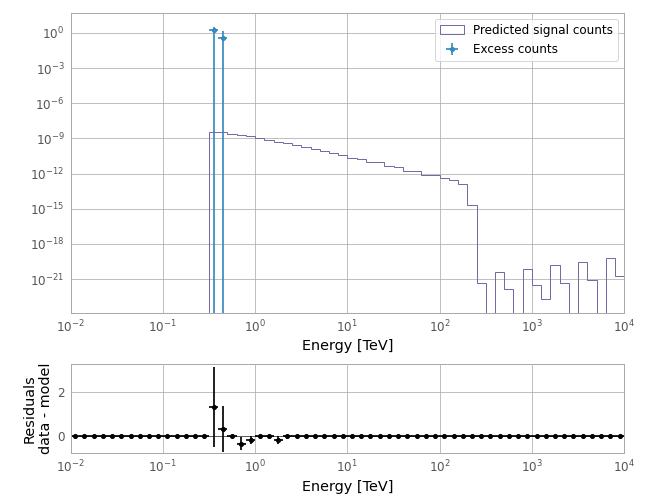 10^0
10^-3
10^-6
10^-9
10^-12
10^-15
10^-18
10^-21
Predicted signal counts
Excess counts
10^-2 10^-1 10^0 10^1 10^2 10^3 10^4
Energy [TeV]
Residuals
data - model
2
0
10^-2 10^-1 10^0 10^1 10^2 10^3 10^4
Energy [TeV]